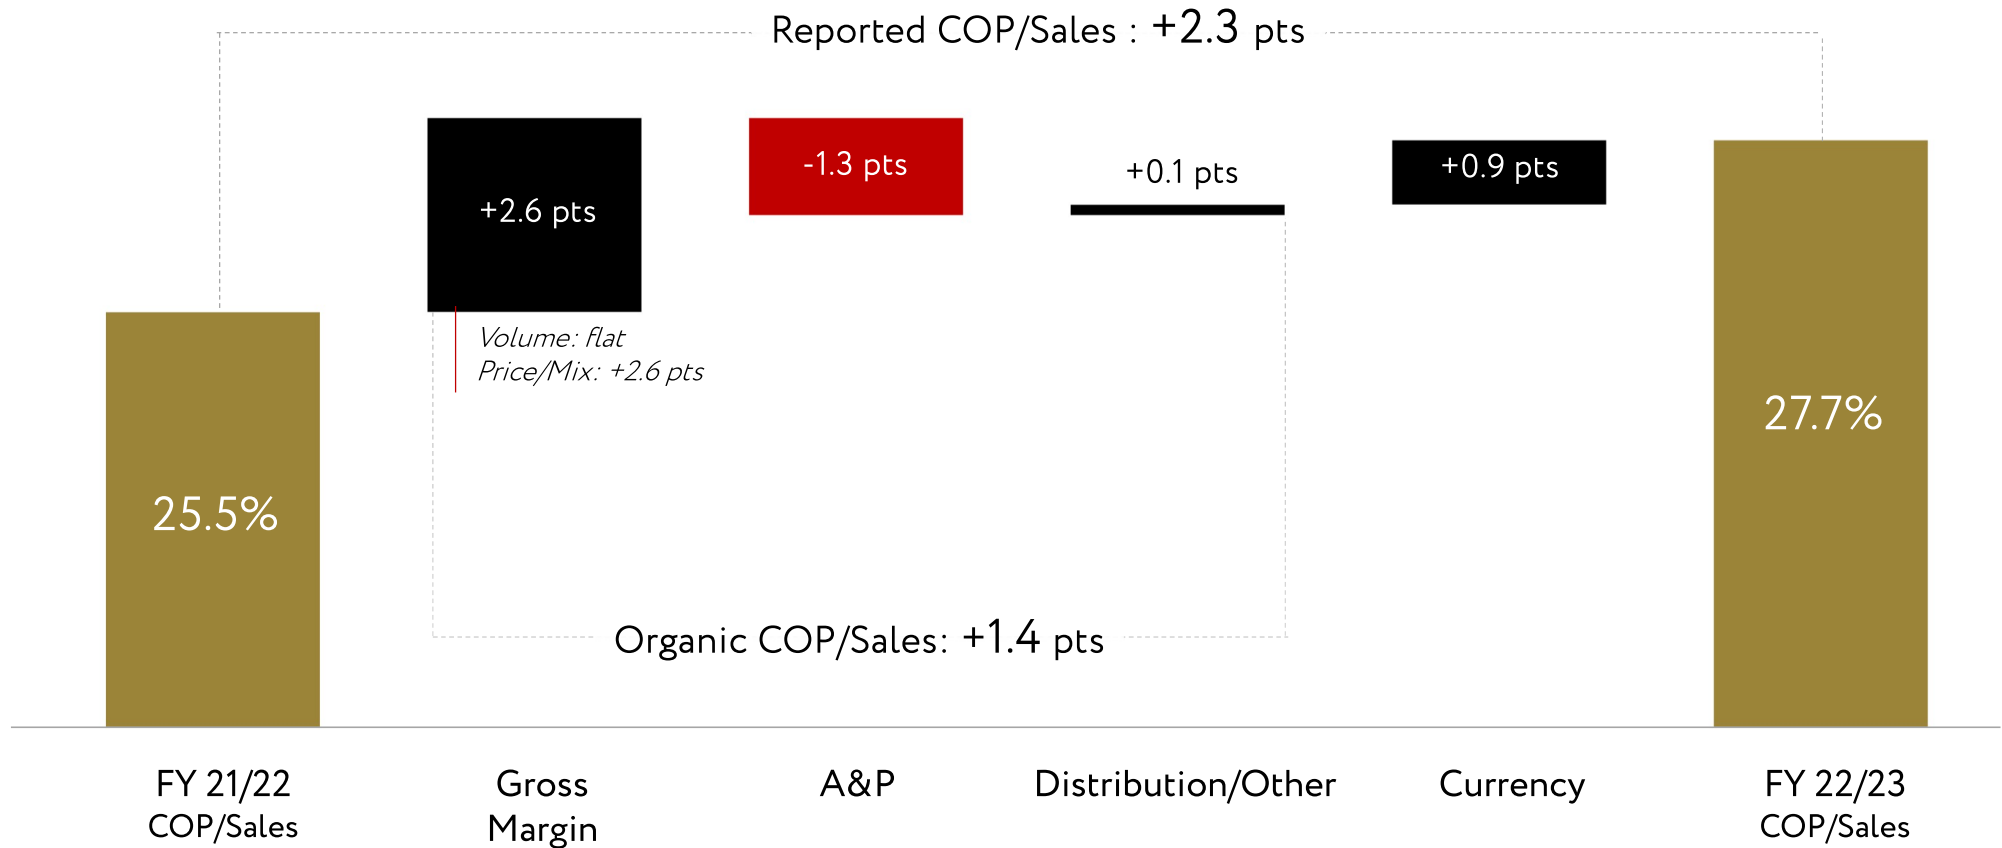 Reported COP/Sales : +2.3 pts
+2.6 pts
-1.3 pts
+0.1 pts
+0.9 pts
Volume: flat
Price/Mix: +2.6 pts
25.5%
27.7%
Organic COP/Sales: +1.4 pts
FY 21/22
COP/Sales
Gross
Margin
A&P
Distribution/Other
Currency
FY 22/23
COP/Sales